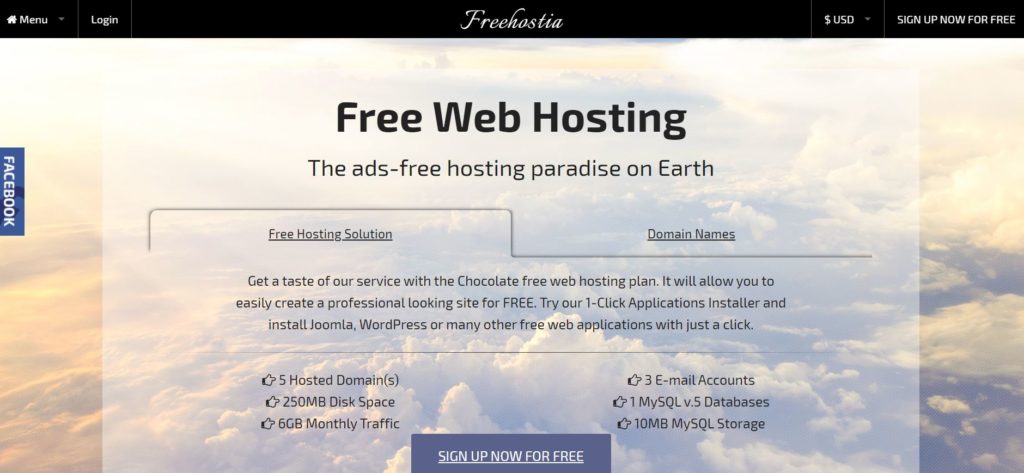 Menu
Login
Freehostia
$ USD
SIGN UP NOW FOR FREE
FACEBOOK
Free Web Hosting
The ads-free hosting paradise on Earth
Free Hosting Solution
Domain Names
Get a taste of our service with the Chocolate free web hosting plan. It will allow you to
easily create a professional looking site for FREE. Try our 1-Click Applications Installer and
install Joomla, WordPress or many other free web applications with just a click.
5 Hosted Domain(s)
250MB Disk Space
6GB Monthly Traffic
3 E-mail Accounts
1 MySQL v.5 Databases
10MB MySQL Storage
SIGN UP NOW FOR FREE